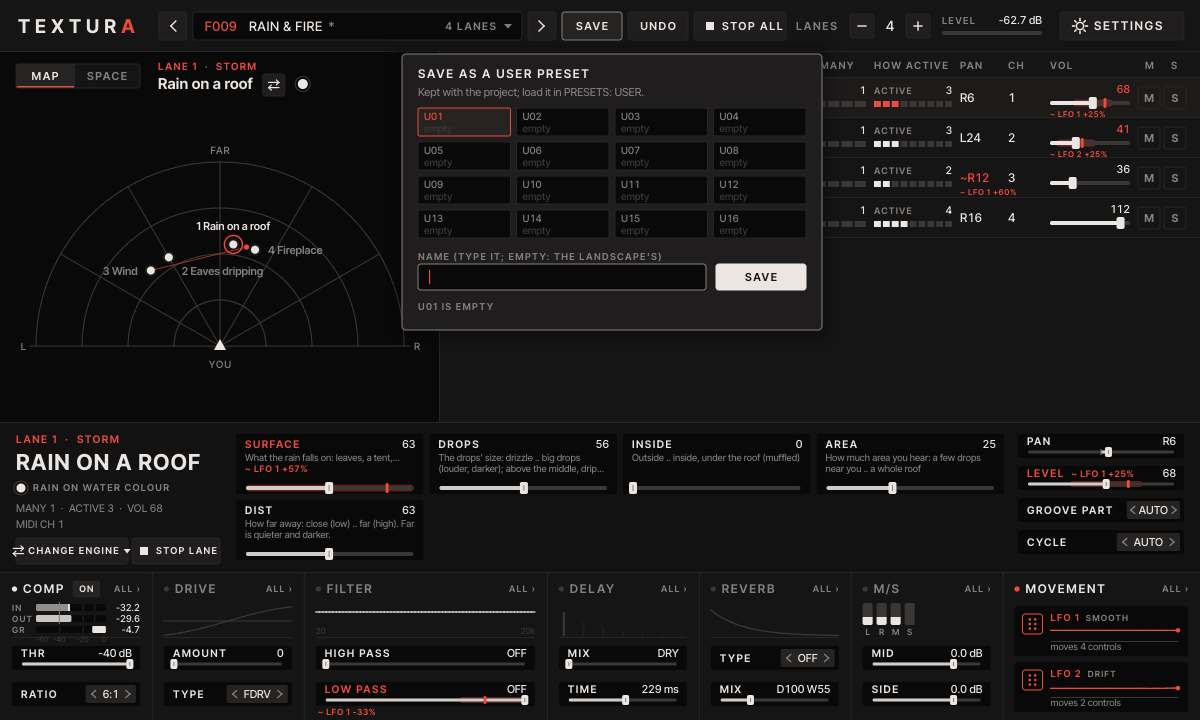 TEXTURA
F009 RAIN & FIRE * 4 LANES
SAVE
UNDO
STOP ALL
LANES
4
LEVEL -62.7 dB
SETTINGS
MAP
SPACE
LANE 1 · STORM
Rain on a roof
FAR
1 Rain on a roof
4 Fireplace
3 Wind
2 Eaves dripping
L
R
YOU
SAVE AS A USER PRESET
Kept with the project; load it in PRESETS: USER.
U01 U02 U03 U04
empty empty empty empty
U05 U06 U07 U08
empty empty empty empty
U09 U10 U11 U12
empty empty empty empty
U13 U14 U15 U16
empty empty empty empty
NAME (TYPE IT; EMPTY: THE LANDSCAPE'S)
SAVE
U01 IS EMPTY
MANY HOW ACTIVE PAN CH VOL M S
1 ACTIVE 3 R6 1 68 M S
~ LFO 1 +25%
1 ACTIVE 3 L24 2 41 M S
~ LFO 2 +25%
1 ACTIVE 2 ~R12 3 36 M S
~ LFO 1 +60%
1 ACTIVE 4 R16 4 112 M S
LANE 1 · STORM
RAIN ON A ROOF
RAIN ON WATER COLOUR
MANY 1 · ACTIVE 3 · VOL 68
MIDI CH 1
CHANGE ENGINE
STOP LANE
SURFACE 63
What the rain falls on: leaves, a tent,...
~ LFO 1 +57%
DROPS 56
The drops' size: drizzle .. big drops
(louder, darker); above the middle, drip...
INSIDE 0
Outside .. inside, under the roof (muffled)
AREA 25
How much area you hear: a few drops
near you .. a whole roof
DIST 63
How far away: close (low) .. far (high). Far
is quieter and darker.
PAN R6
LEVEL ~ LFO 1 +25% 68
GROOVE PART < AUTO >
CYCLE < AUTO >
COMP ON ALL ›
IN -32.2
OUT -29.6
GR -4.7
-60 -40 -20 0
THR -40 dB
RATIO < 6:1 >
DRIVE ALL ›
AMOUNT 0
TYPE < FDRV >
FILTER ALL ›
20 20k
HIGH PASS OFF
LOW PASS OFF
~ LFO 1 -33%
DELAY ALL ›
MIX DRY
TIME 229 ms
REVERB ALL ›
TYPE < OFF >
MIX D100 W55
M/S ALL ›
L R M S
MID 0.0 dB
SIDE 0.0 dB
MOVEMENT ALL ›
LFO 1 SMOOTH
moves 4 controls
LFO 2 DRIFT
moves 2 controls